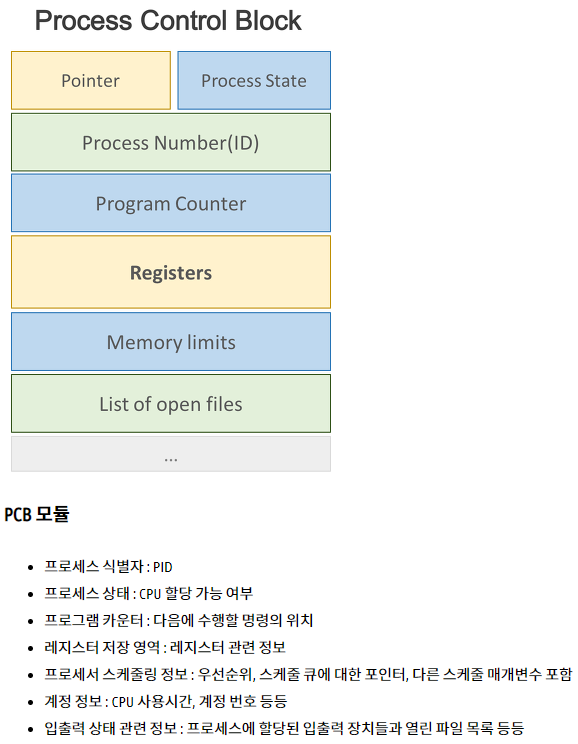 Process Control Block
Pointer
Process State
Process Number(ID)
Program Counter
Registers
Memory limits
List of open files
...
PCB 모듈
• 프로세스 식별자 : PID
• 프로세스 상태 : CPU 할당 가능 여부
• 프로그램 카운터 : 다음에 수행할 명령의 위치
• 레지스터 저장 영역 : 레지스터 관련 정보
• 프로세서 스케줄링 정보 : 우선순위, 스케줄 큐에 대한 포인터, 다른 스케줄 매개변수 포함
• 계정 정보 : CPU 사용시간, 계정 번호 등등
• 입출력 상태 관련 정보 : 프로세스에 할당된 입출력 장치들과 열린 파일 목록 등등